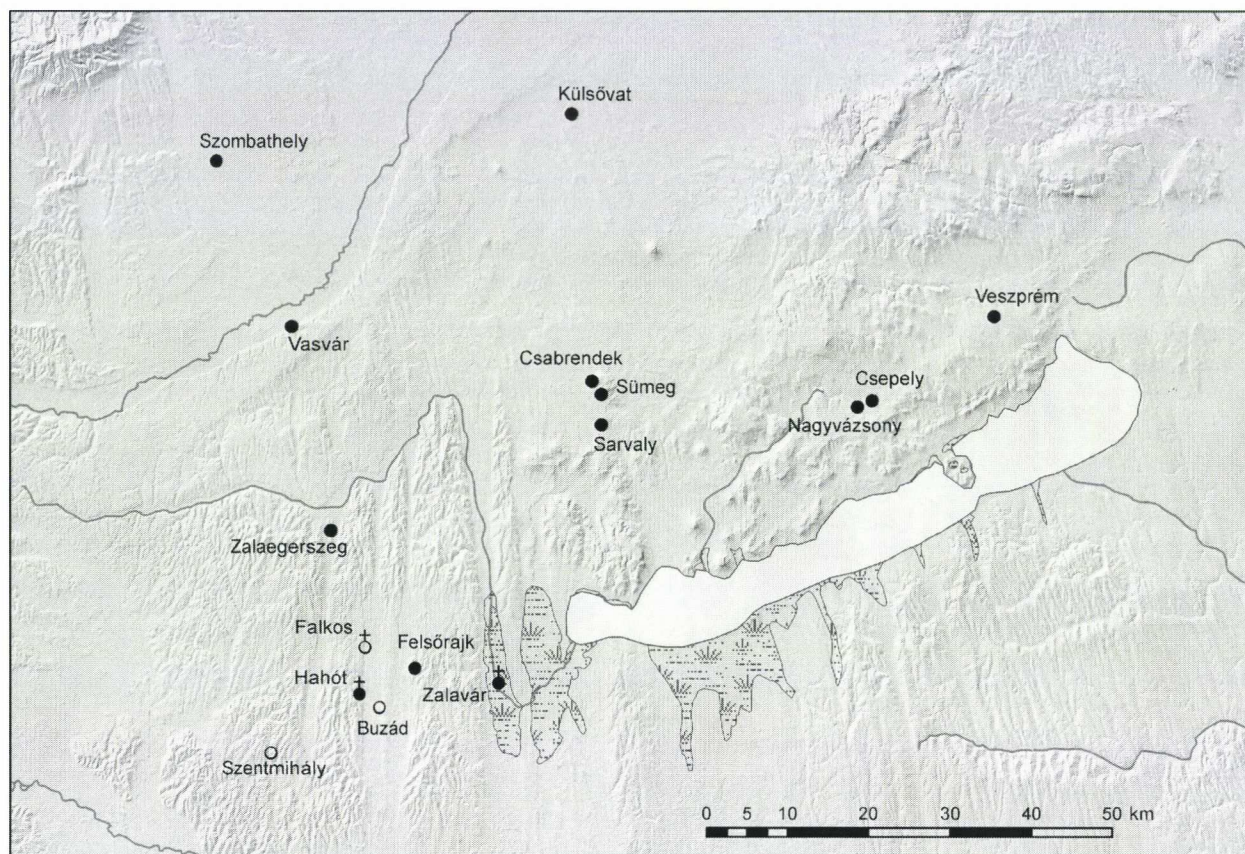 Külsővat
Szombathely
Veszprém
Vasvár
Csabrendek
Sümeg
Csepely
Nagyvázsony
Sarvaly
Zalaegerszeg
Falkos
Felsőrajk
Hahót
Zalavár
Buzád
Szentmihály
0 5 10 20 30 40 50 km